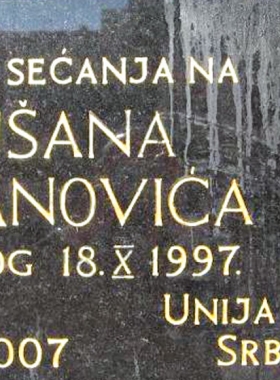 SEĆANJA NA
ŠANA
ANOVIĆA
OG 18. X 1997.
UNIJA
007 SRB